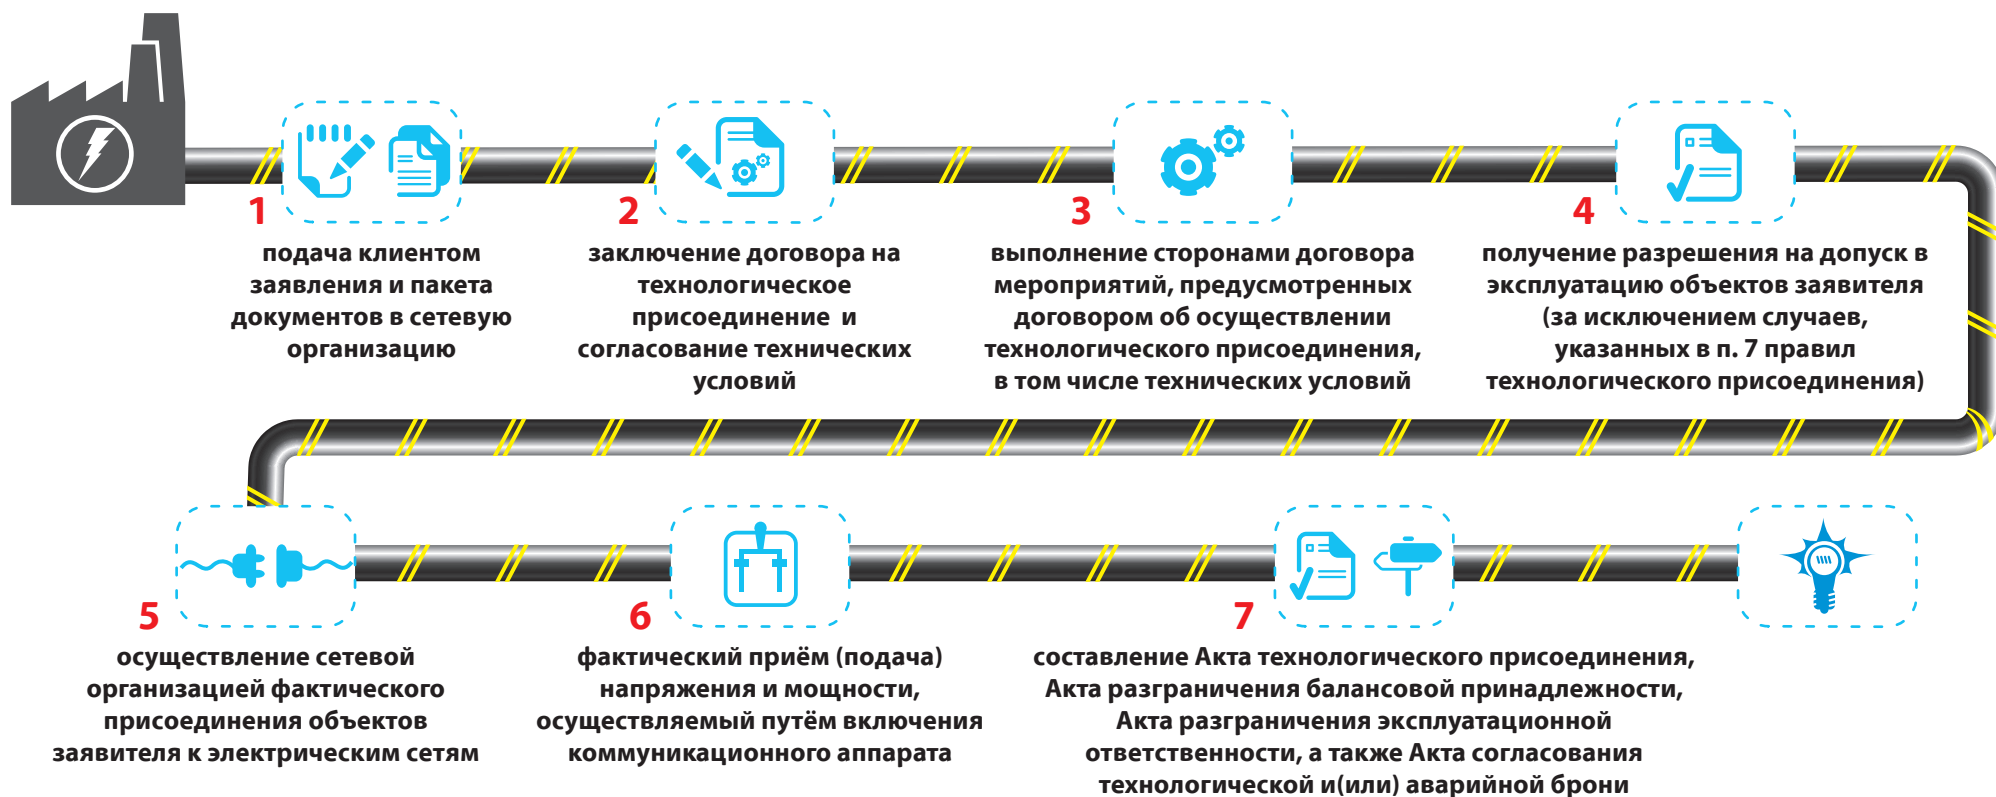 1
подача клиентом
заявления и пакета
документов в сетевую
организацию
2
заключение договора на
технологическое
присоединение и
согласование технических
условий
3
выполнение сторонами договора
мероприятий, предусмотренных
договором об осуществлении
технологического присоединения,
в том числе технических условий
4
получение разрешения на допуск в
эксплуатацию объектов заявителя
(за исключением случаев,
указанных в п. 7 правил
технологического присоединения)
5
осуществление сетевой
организацией фактического
присоединения объектов
заявителя к электрическим сетям
6
фактический приём (подача)
напряжения и мощности,
осуществляемый путём включения
коммуникационного аппарата
7
составление Акта технологического присоединения,
Акта разграничения балансовой принадлежности,
Акта разграничения эксплуатационной
ответственности, а также Акта согласования
технологической и(или) аварийной брони